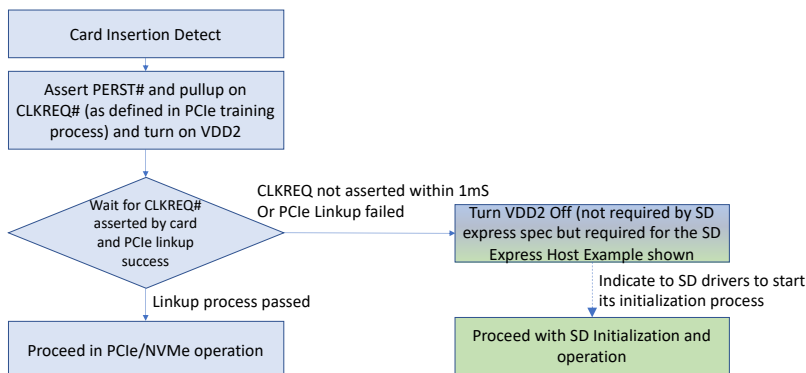 Card Insertion Detect
Assert PERST# and pullup on
CLKREQ# (as defined in PCIe training
process) and turn on VDD2
Wait for CLKREQ#
asserted by card
and PCIe linkup
success
CLKREQ not asserted within 1mS
Or PCIe Linkup failed
Turn VDD2 Off (not required by SD
express spec but required for the SD
Express Host Example shown
Linkup process passed
Indicate to SD drivers to start
its initialization process
Proceed in PCIe/NVMe operation
Proceed with SD Initialization and
operation